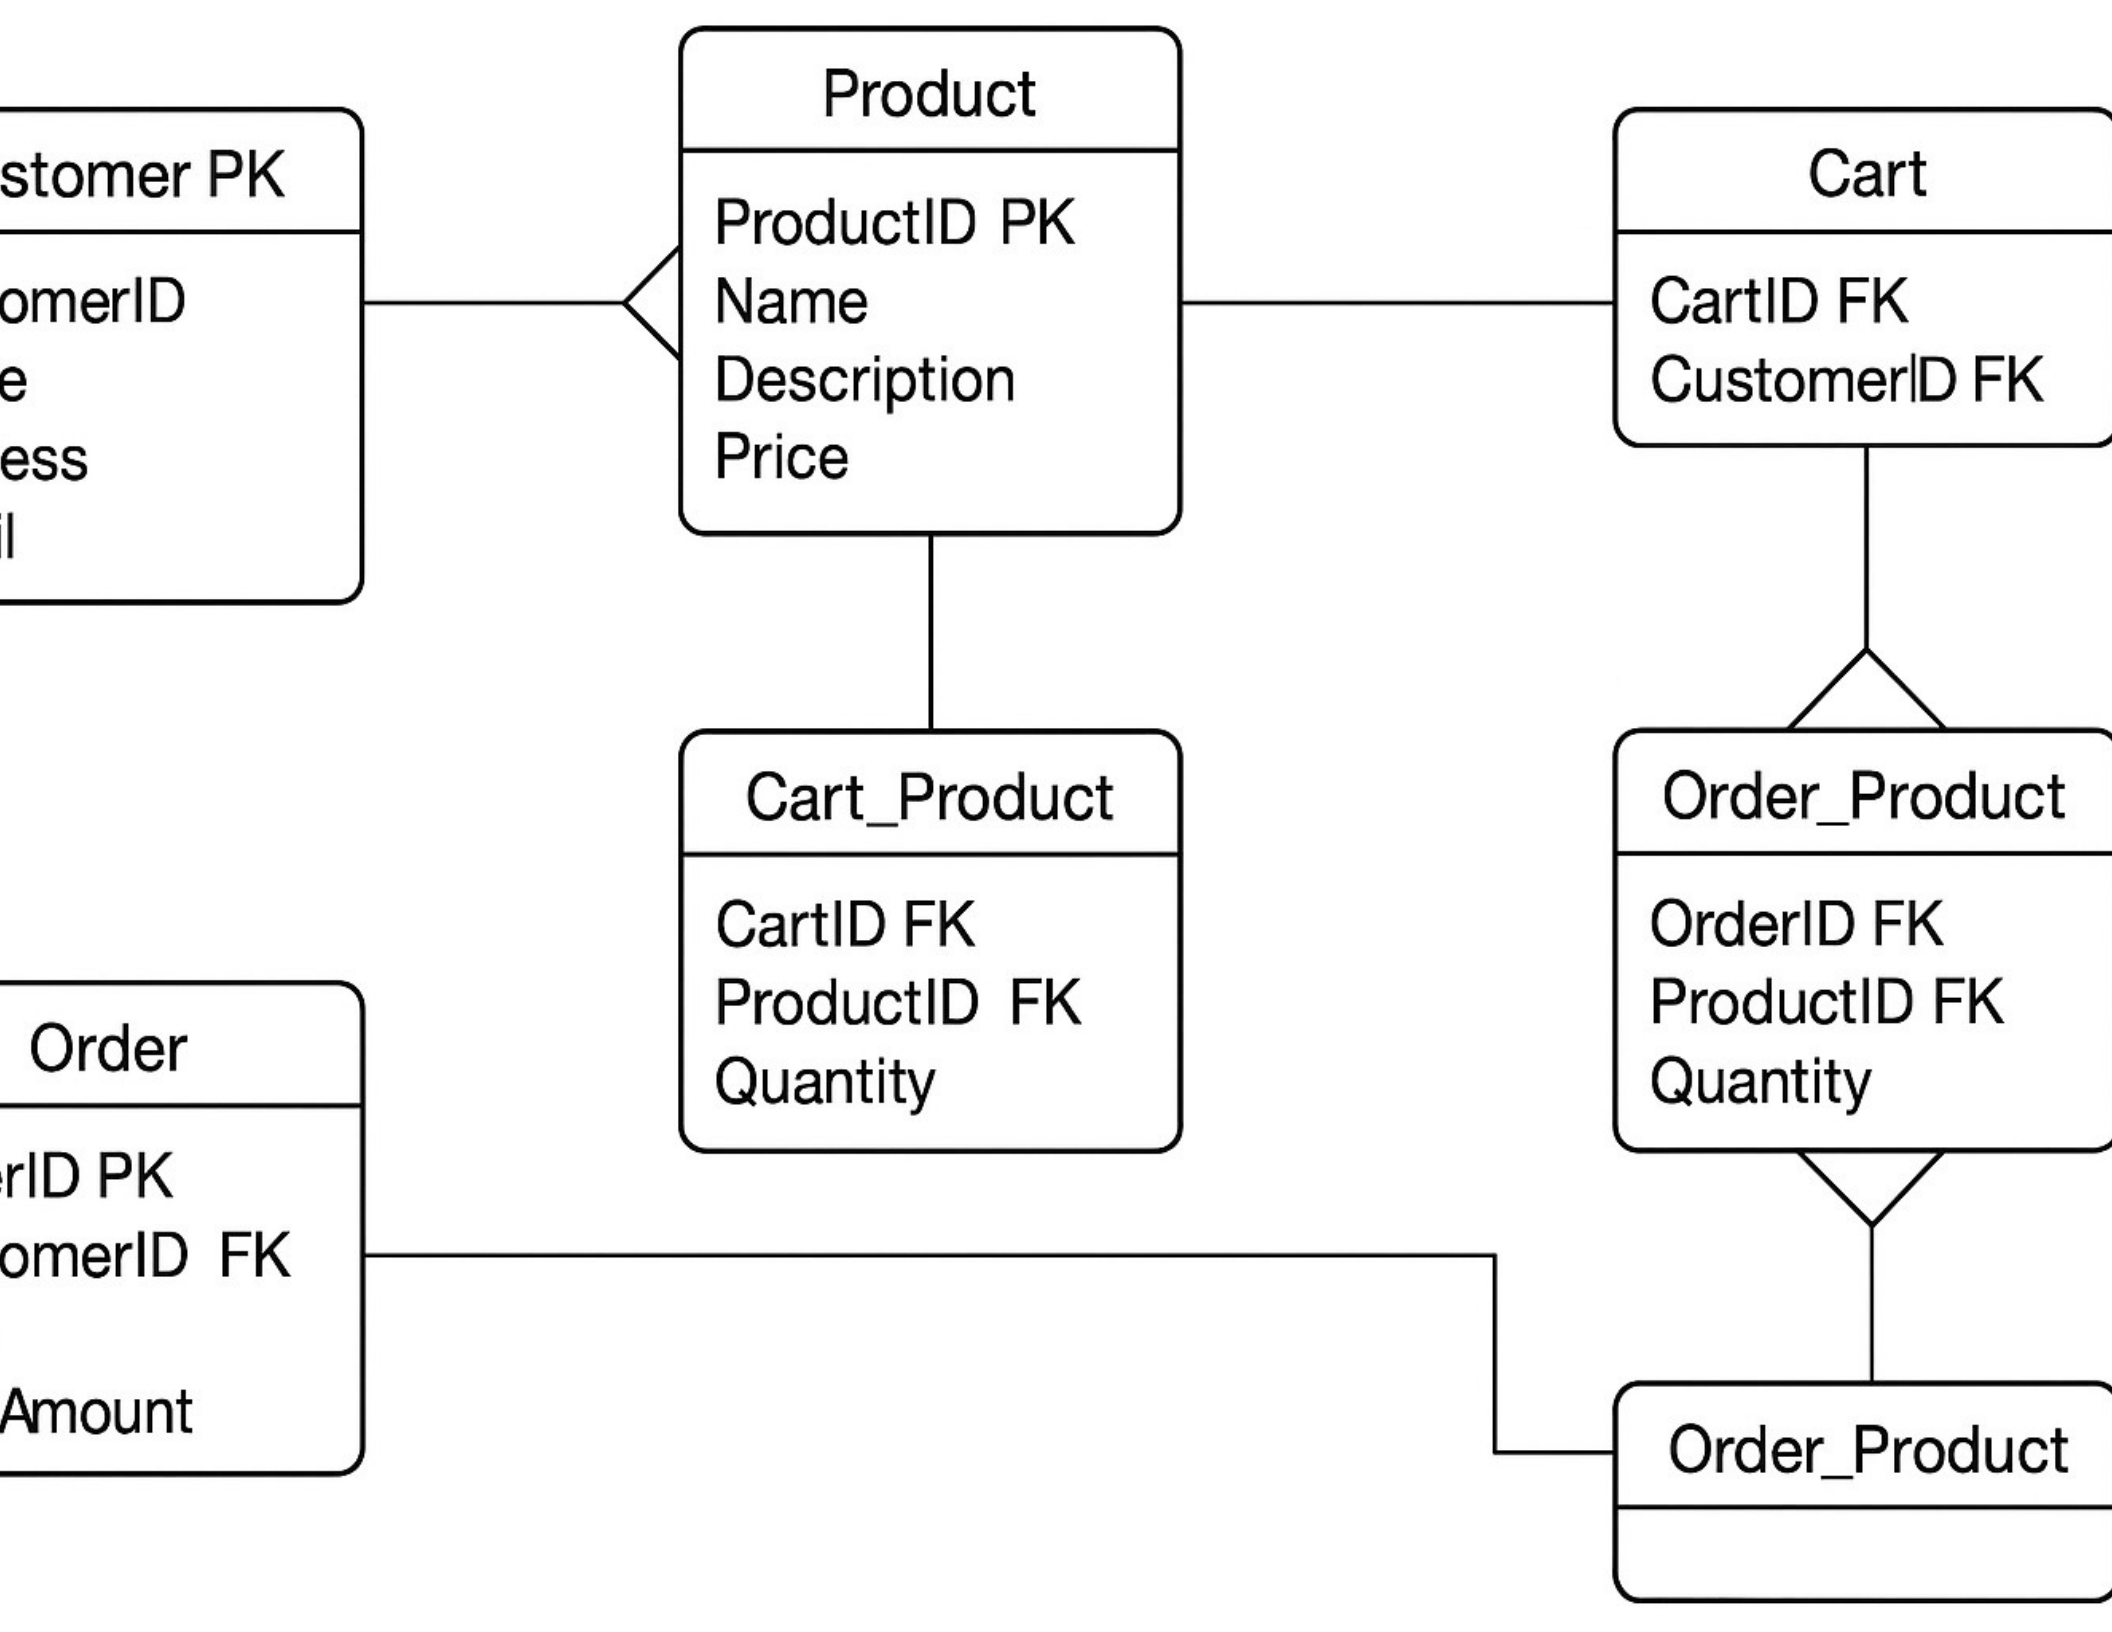 Product
ProductID PK
Name
Description
Price
stomer PK
omerID
e
ess
il
Cart
CartID FK
CustomerID FK
Cart_Product
CartID FK
ProductID FK
Quantity
Order_Product
OrderID FK
ProductID FK
Quantity
Order
erID PK
omerID FK
Amount
Order_Product